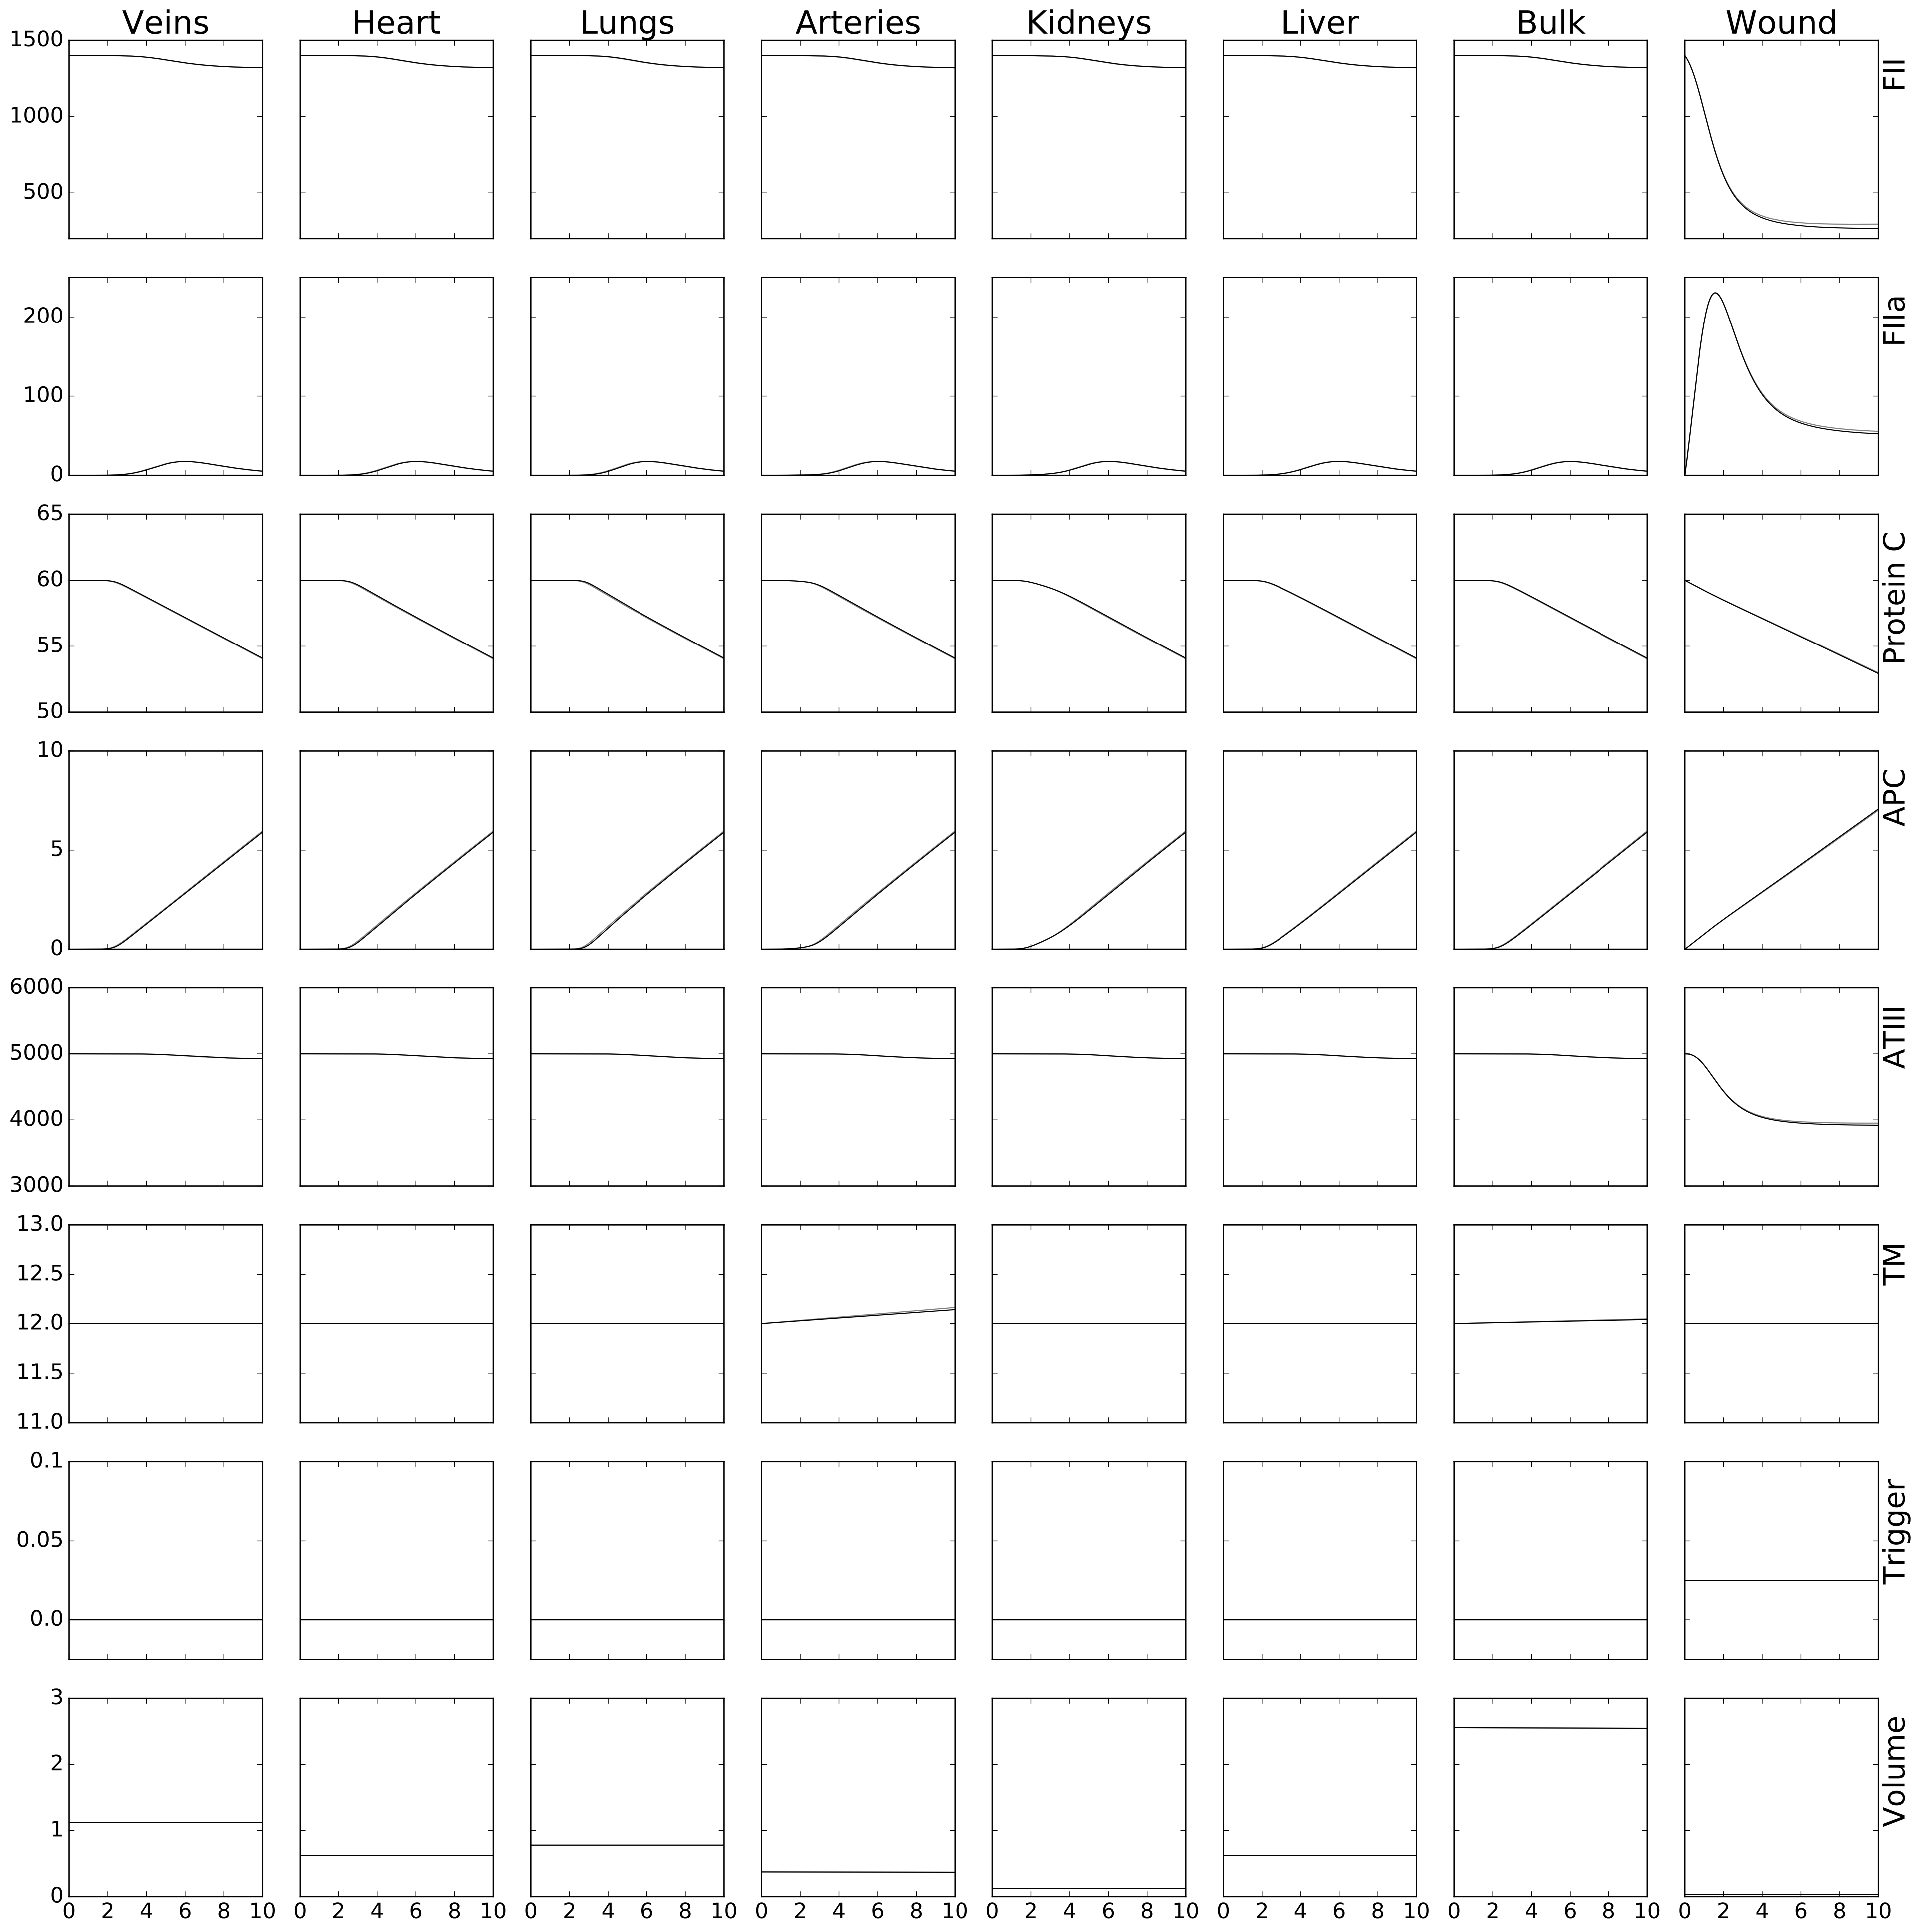 Veins Heart Lungs Arteries Kidneys Liver Bulk Wound
1500
1000
500
FII
200
100
0
FIIa
65
60
55
50
Protein C
10
5
0
APC
6000
5000
4000
3000
ATIII
13.0
12.5
12.0
11.5
11.0
TM
0.1
0.05
0.0
Trigger
3
2
1
0
Volume
0 2 4 6 8 10 0 2 4 6 8 10 0 2 4 6 8 10 0 2 4 6 8 10 0 2 4 6 8 10 0 2 4 6 8 10 0 2 4 6 8 10 0 2 4 6 8 10